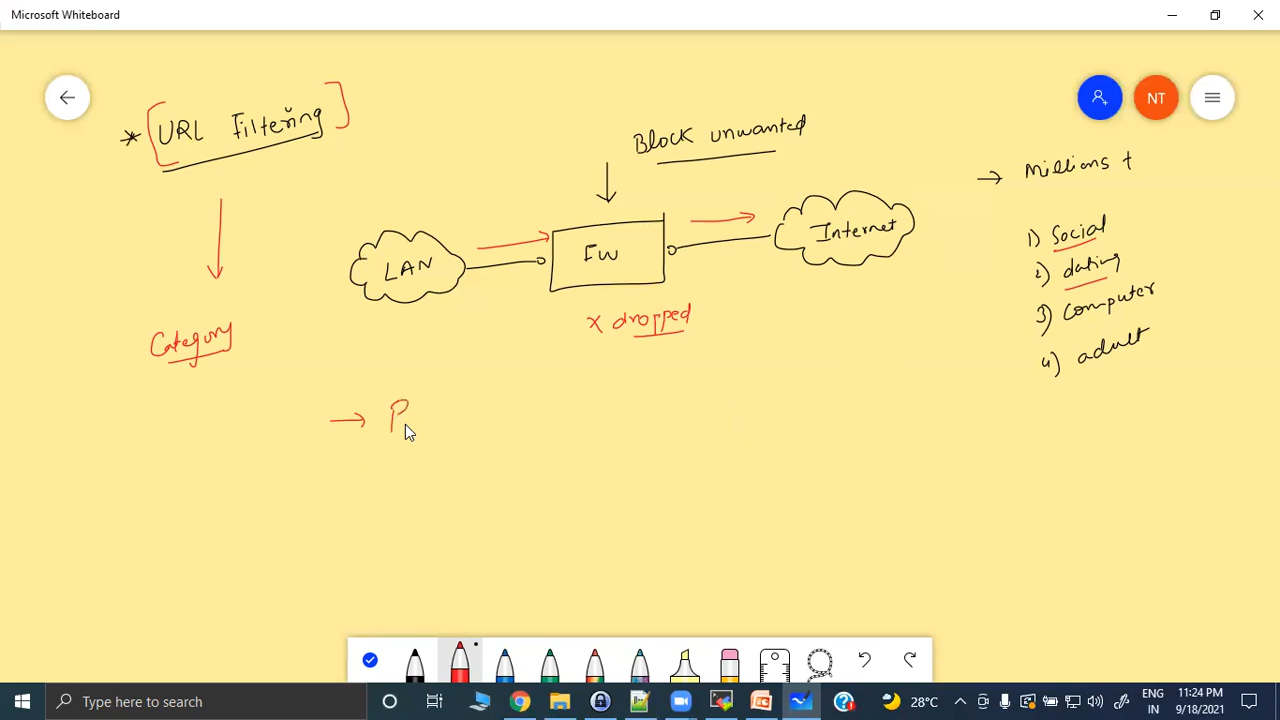 Microsoft Whiteboard
* [URL Filtering]
Block unwanted
→ Millions +
NT
LAN
FW
Internet
1) Social
2) dating
3) Computer
4) adult
x dropped
Category
→ P
Type here to search
28°C
ENG
IN
11:24 PM
9/18/2021